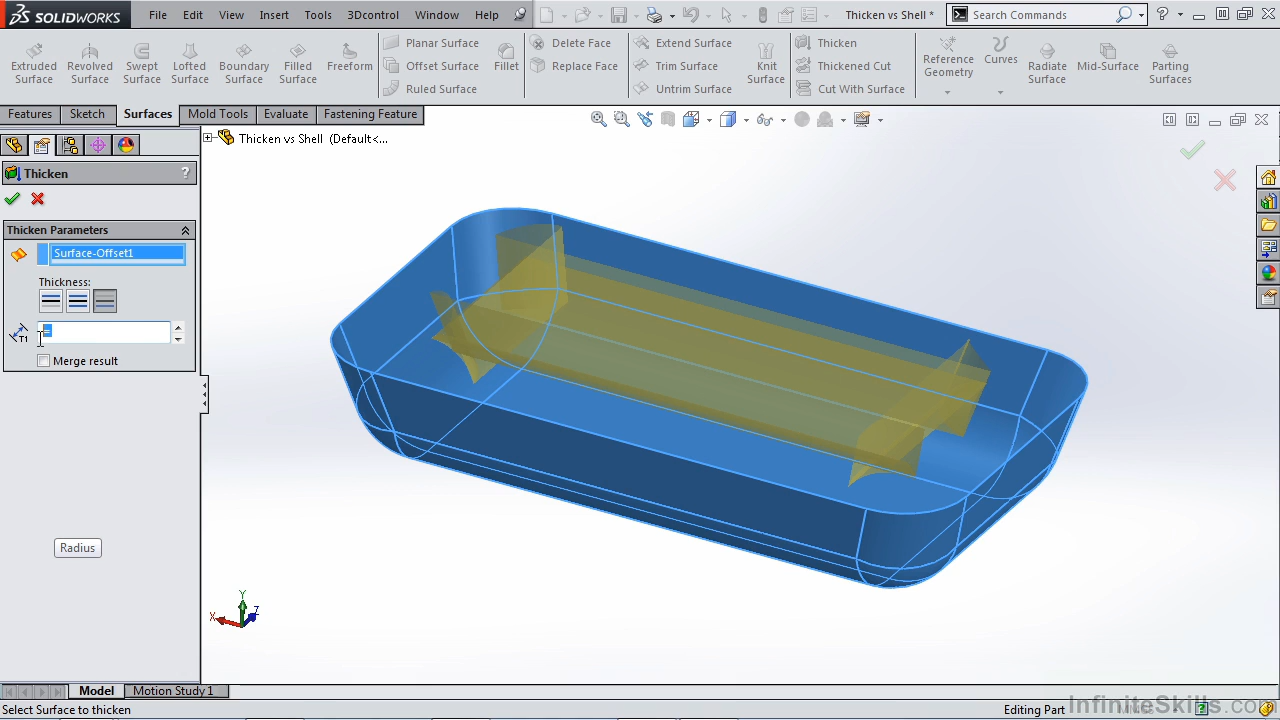 SOLIDWORKS File Edit View Insert Tools 3Dcontrol Window Help Thicken vs Shell * Search Commands
Extruded Surface
Revolved Surface
Swept Surface
Lofted Surface
Boundary Surface
Filled Surface
Freeform
Planar Surface
Offset Surface
Ruled Surface
Fillet
Delete Face
Replace Face
Extend Surface
Trim Surface
Untrim Surface
Knit Surface
Thicken
Thickened Cut
Cut With Surface
Reference Geometry
Curves
Radiate Surface
Mid-Surface
Parting Surfaces
Features Sketch Surfaces Mold Tools Evaluate Fastening Feature
Thicken vs Shell (Default<...
Thicken ?
Thicken Parameters
Surface-Offset1
Thickness:
T1
Merge result
Radius
Y
X Z
Model Motion Study 1
Select Surface to thicken Editing Part
InfiniteSkills.com